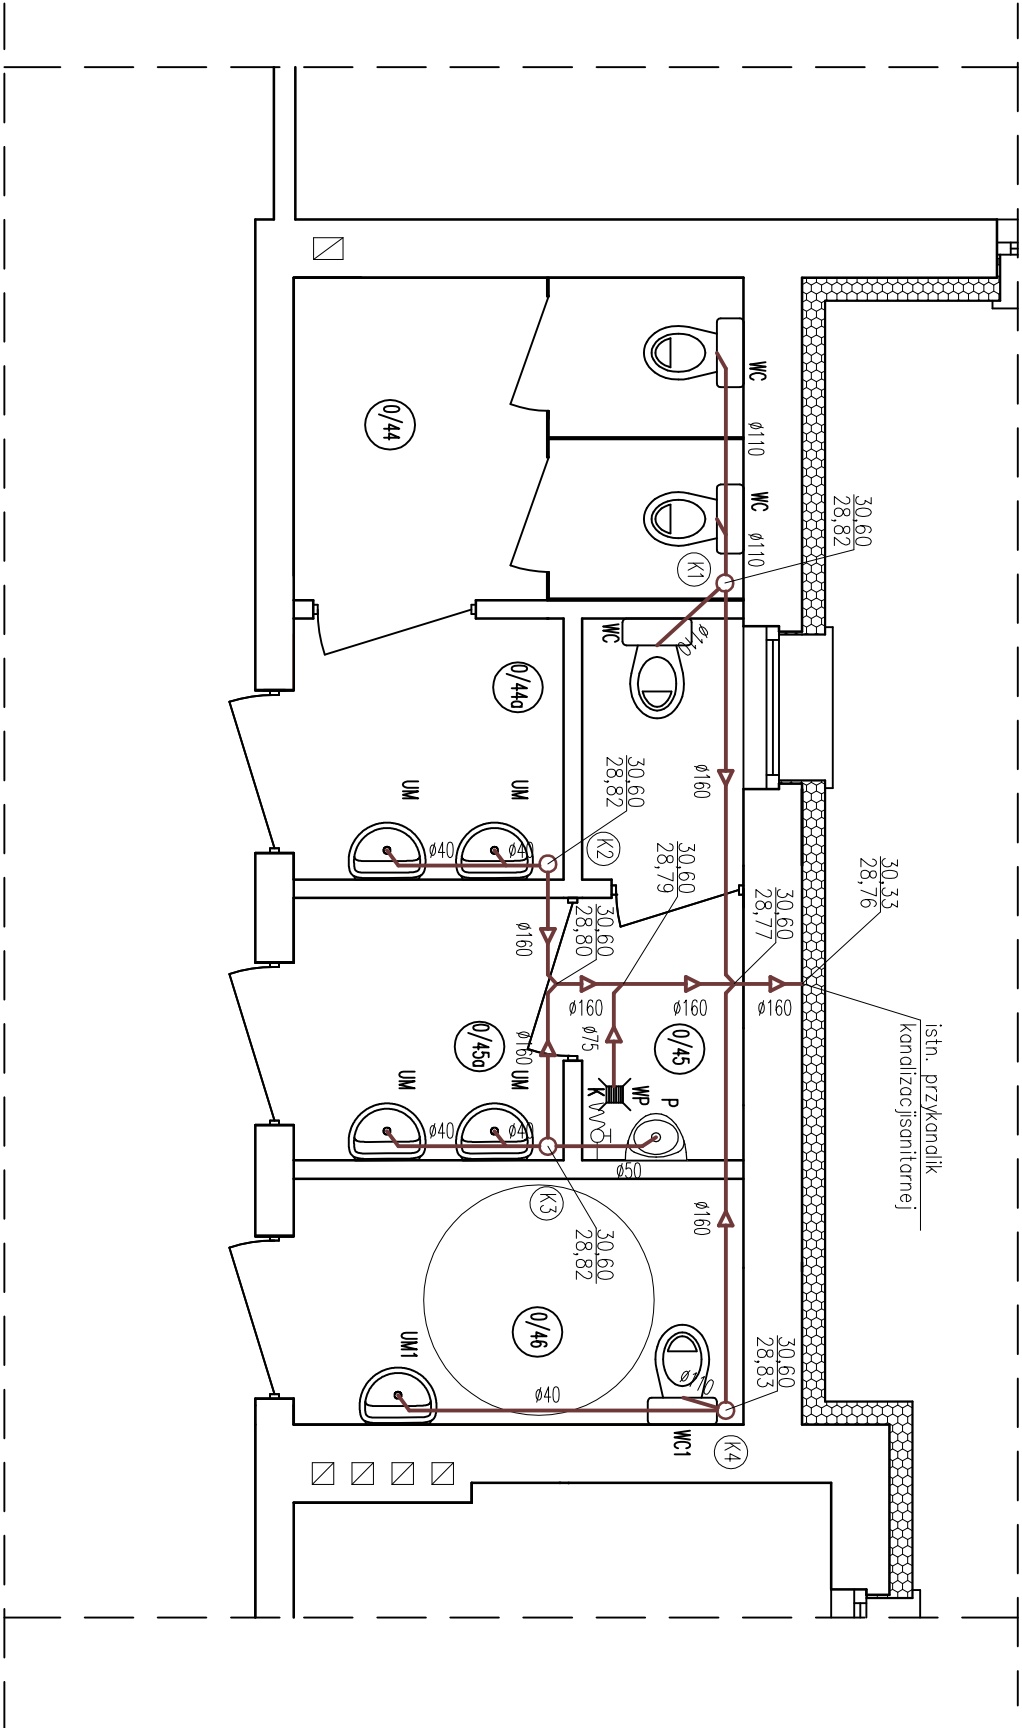 WC
ø110
WC
ø110
K1
30,60
28,82
0/44
WC
ø110
0/44a
ø160
30,60
28,82
K2
UM
UM
ø40
ø40
30,60
28,79
30,60
28,77
30,33
28,76
30,60
28,80
ø160
ø160
ø160
ø160
istn. przykanalik
kanalizacjisanitarnej
ø75
0/45
0/45a
ø160
K
WP
P
UM
UM
ø40
ø40
ø50
K3
30,60
28,82
ø160
0/46
UM1
ø40
ø110
30,60
28,83
WC1
K4